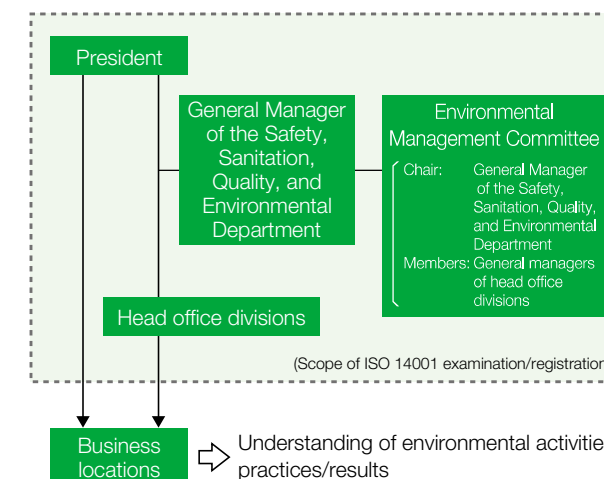 President
General Manager
of the Safety,
Sanitation,
Quality, and
Environmental
Department
Environmental
Management Committee
Chair: General Manager
of the Safety,
Sanitation, Quality,
and Environmental
Department
Members: General managers
of head office
divisions
Head office divisions
(Scope of ISO 14001 examination/registration
Business
locations
Understanding of environmental activitie
practices/results